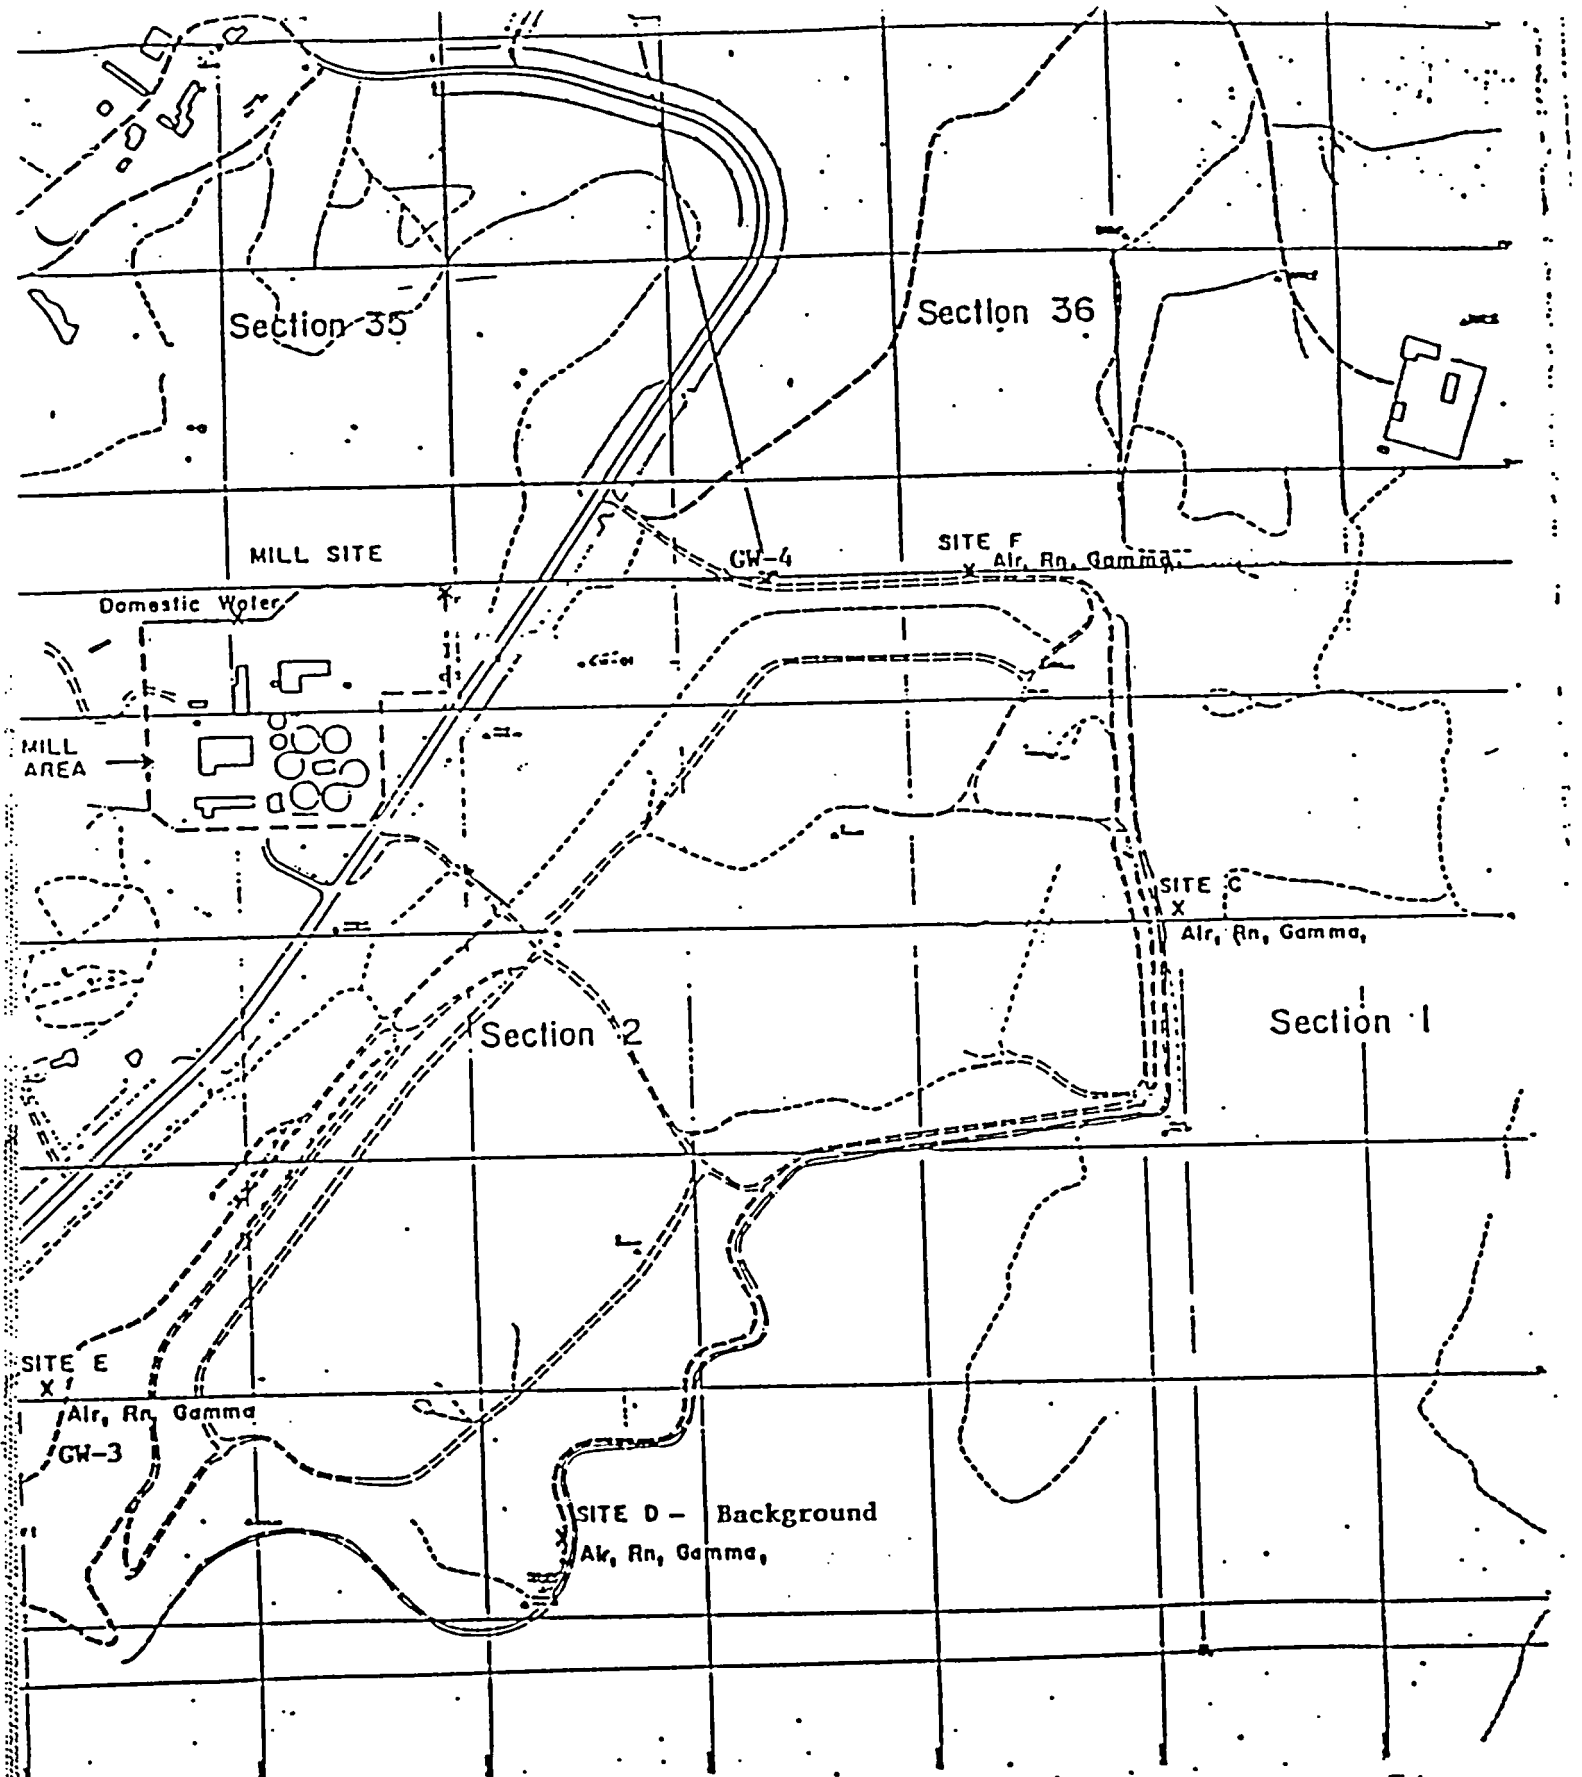 Section 35
Section 36
MILL SITE
GW-4
SITE F
Air, Rn, Gamma,
Domestic Water
MILL
AREA
SITE C
Air, Rn, Gamma,
Section 2
Section 1
SITE E
Air, Rn, Gamma
GW-3
SITE D - Background
Air, Rn, Gamma,